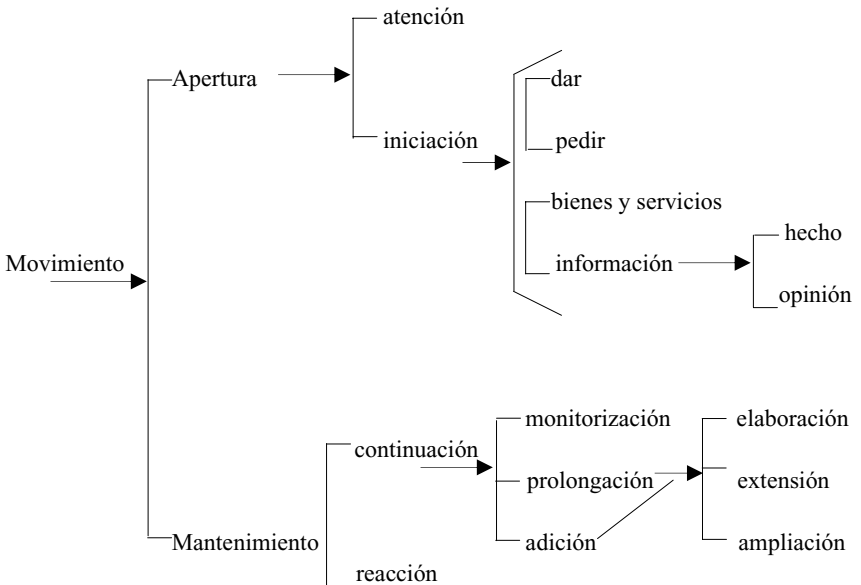 atención
Apertura
dar
iniciación
pedir
bienes y servicios
hecho
Movimiento
información
opinión
monitorización
elaboración
continuación
prolongación
extensión
Mantenimiento
adición
ampliación
reacción